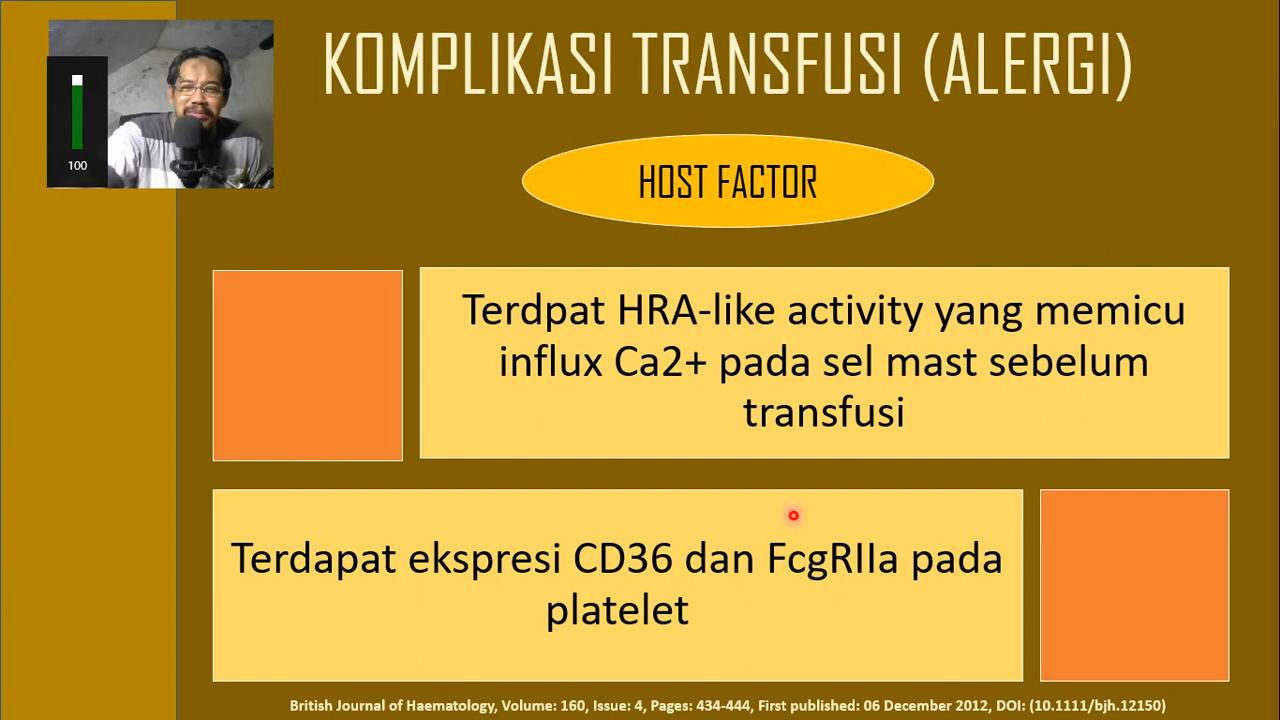 KOMPLIKASI TRANSFUSI (ALERGI)
100
HOST FACTOR
Terdpat HRA-like activity yang memicu
influx Ca2+ pada sel mast sebelum
transfusi
Terdapat ekspresi CD36 dan FcgRIIa pada
platelet
British Journal of Haematology, Volume: 160, Issue: 4, Pages: 434-444, First published: 06 December 2012, DOI: (10.1111/bjh.12150)